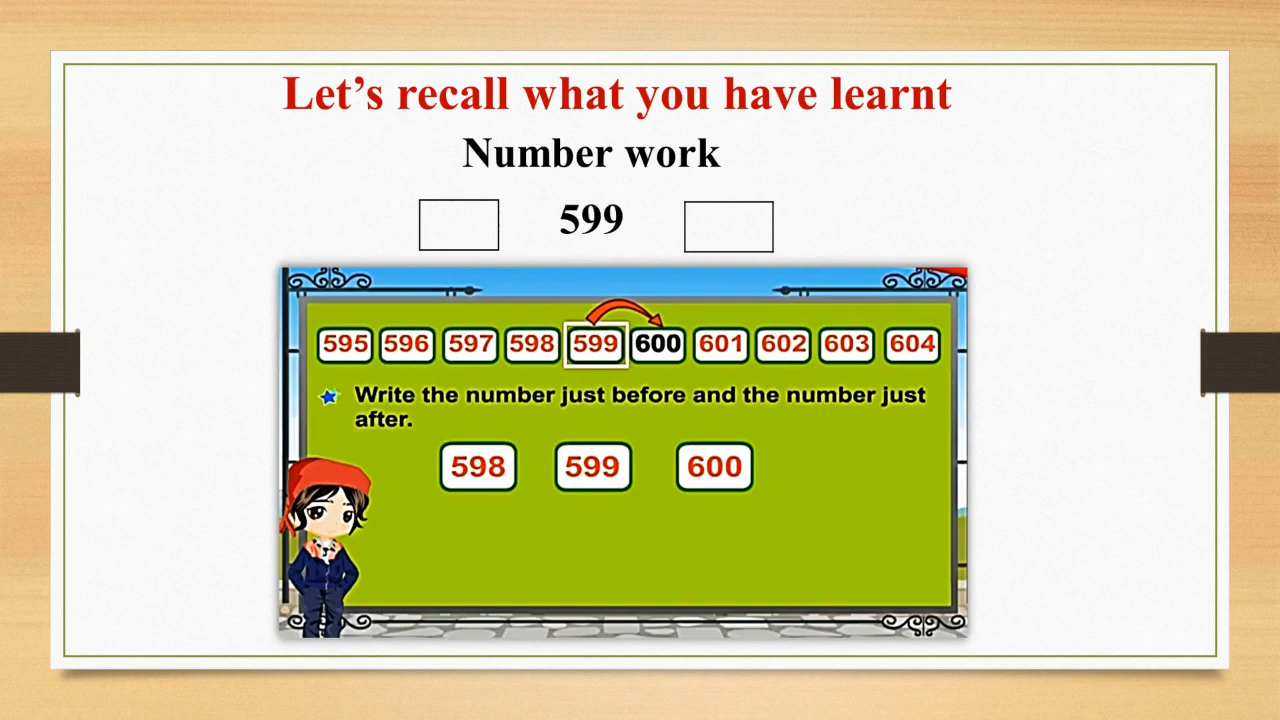 Let's recall what you have learnt
Number work
599
595 596 597 598 599 600 601 602 603 604
Write the number just before and the number just
after.
598 599 600